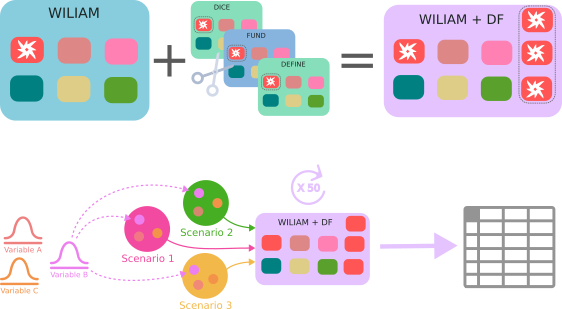 WILIAM
DICE
FUND
DEFINE
WILIAM + DF
X 50
Variable A
Variable B
Variable C
Scenario 1
Scenario 2
Scenario 3
WILIAM + DF